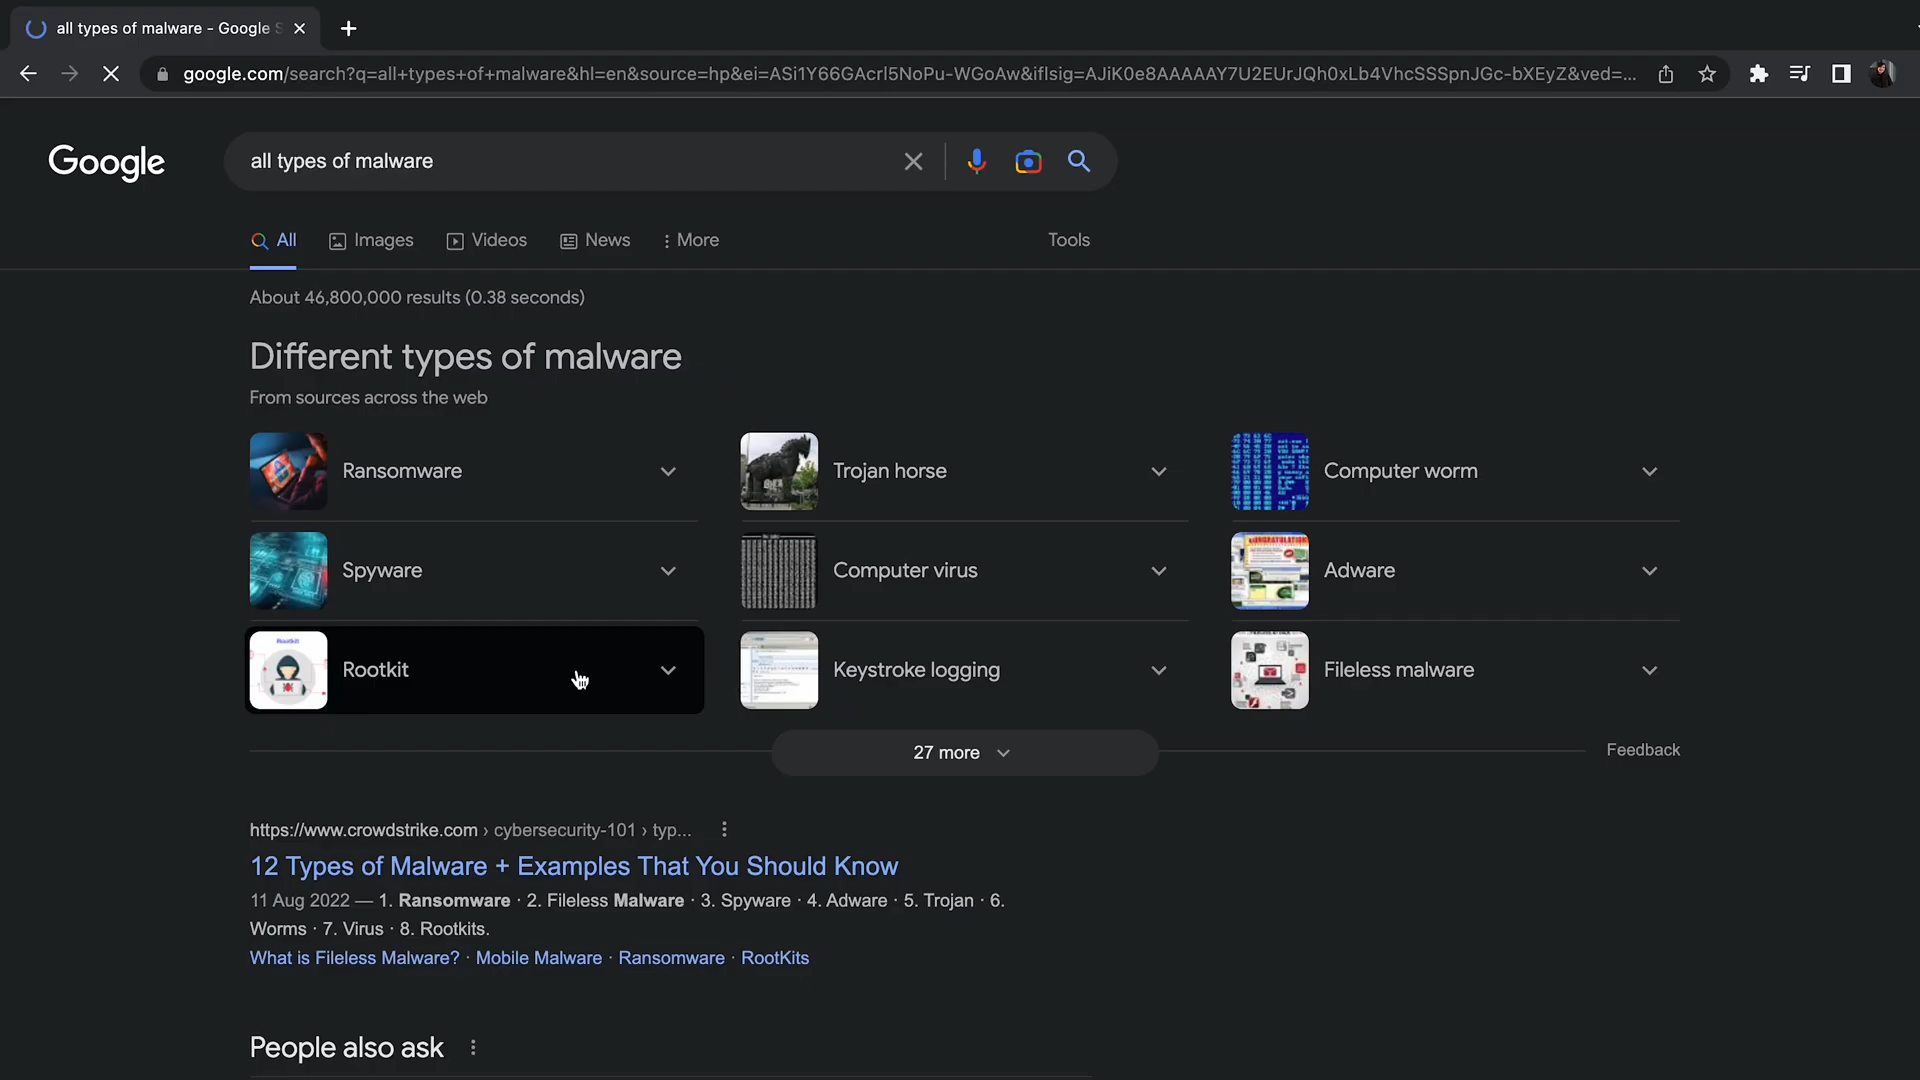 all types of malware - Google S
google.com/search?q=all+types+of+malware&hl=en&source=hp&ei=ASi1Y66GAcrl5NoPu-WGoAw&iflsig=AJiK0e8AAAAAY7U2EUrJQh0xLb4VhcSSSpnJGc-bXEyZ&ved=...
Google
all types of malware
All Images Videos News More Tools
About 46,800,000 results (0.38 seconds)
Different types of malware
From sources across the web
Ransomware Trojan horse Computer worm
Spyware Computer virus Adware
Rootkit Keystroke logging Fileless malware
27 more
Feedback
https://www.crowdstrike.com › cybersecurity-101 › typ...
12 Types of Malware + Examples That You Should Know
11 Aug 2022 — 1. Ransomware · 2. Fileless Malware · 3. Spyware · 4. Adware · 5. Trojan · 6.
Worms · 7. Virus · 8. Rootkits.
What is Fileless Malware? · Mobile Malware · Ransomware · RootKits
People also ask